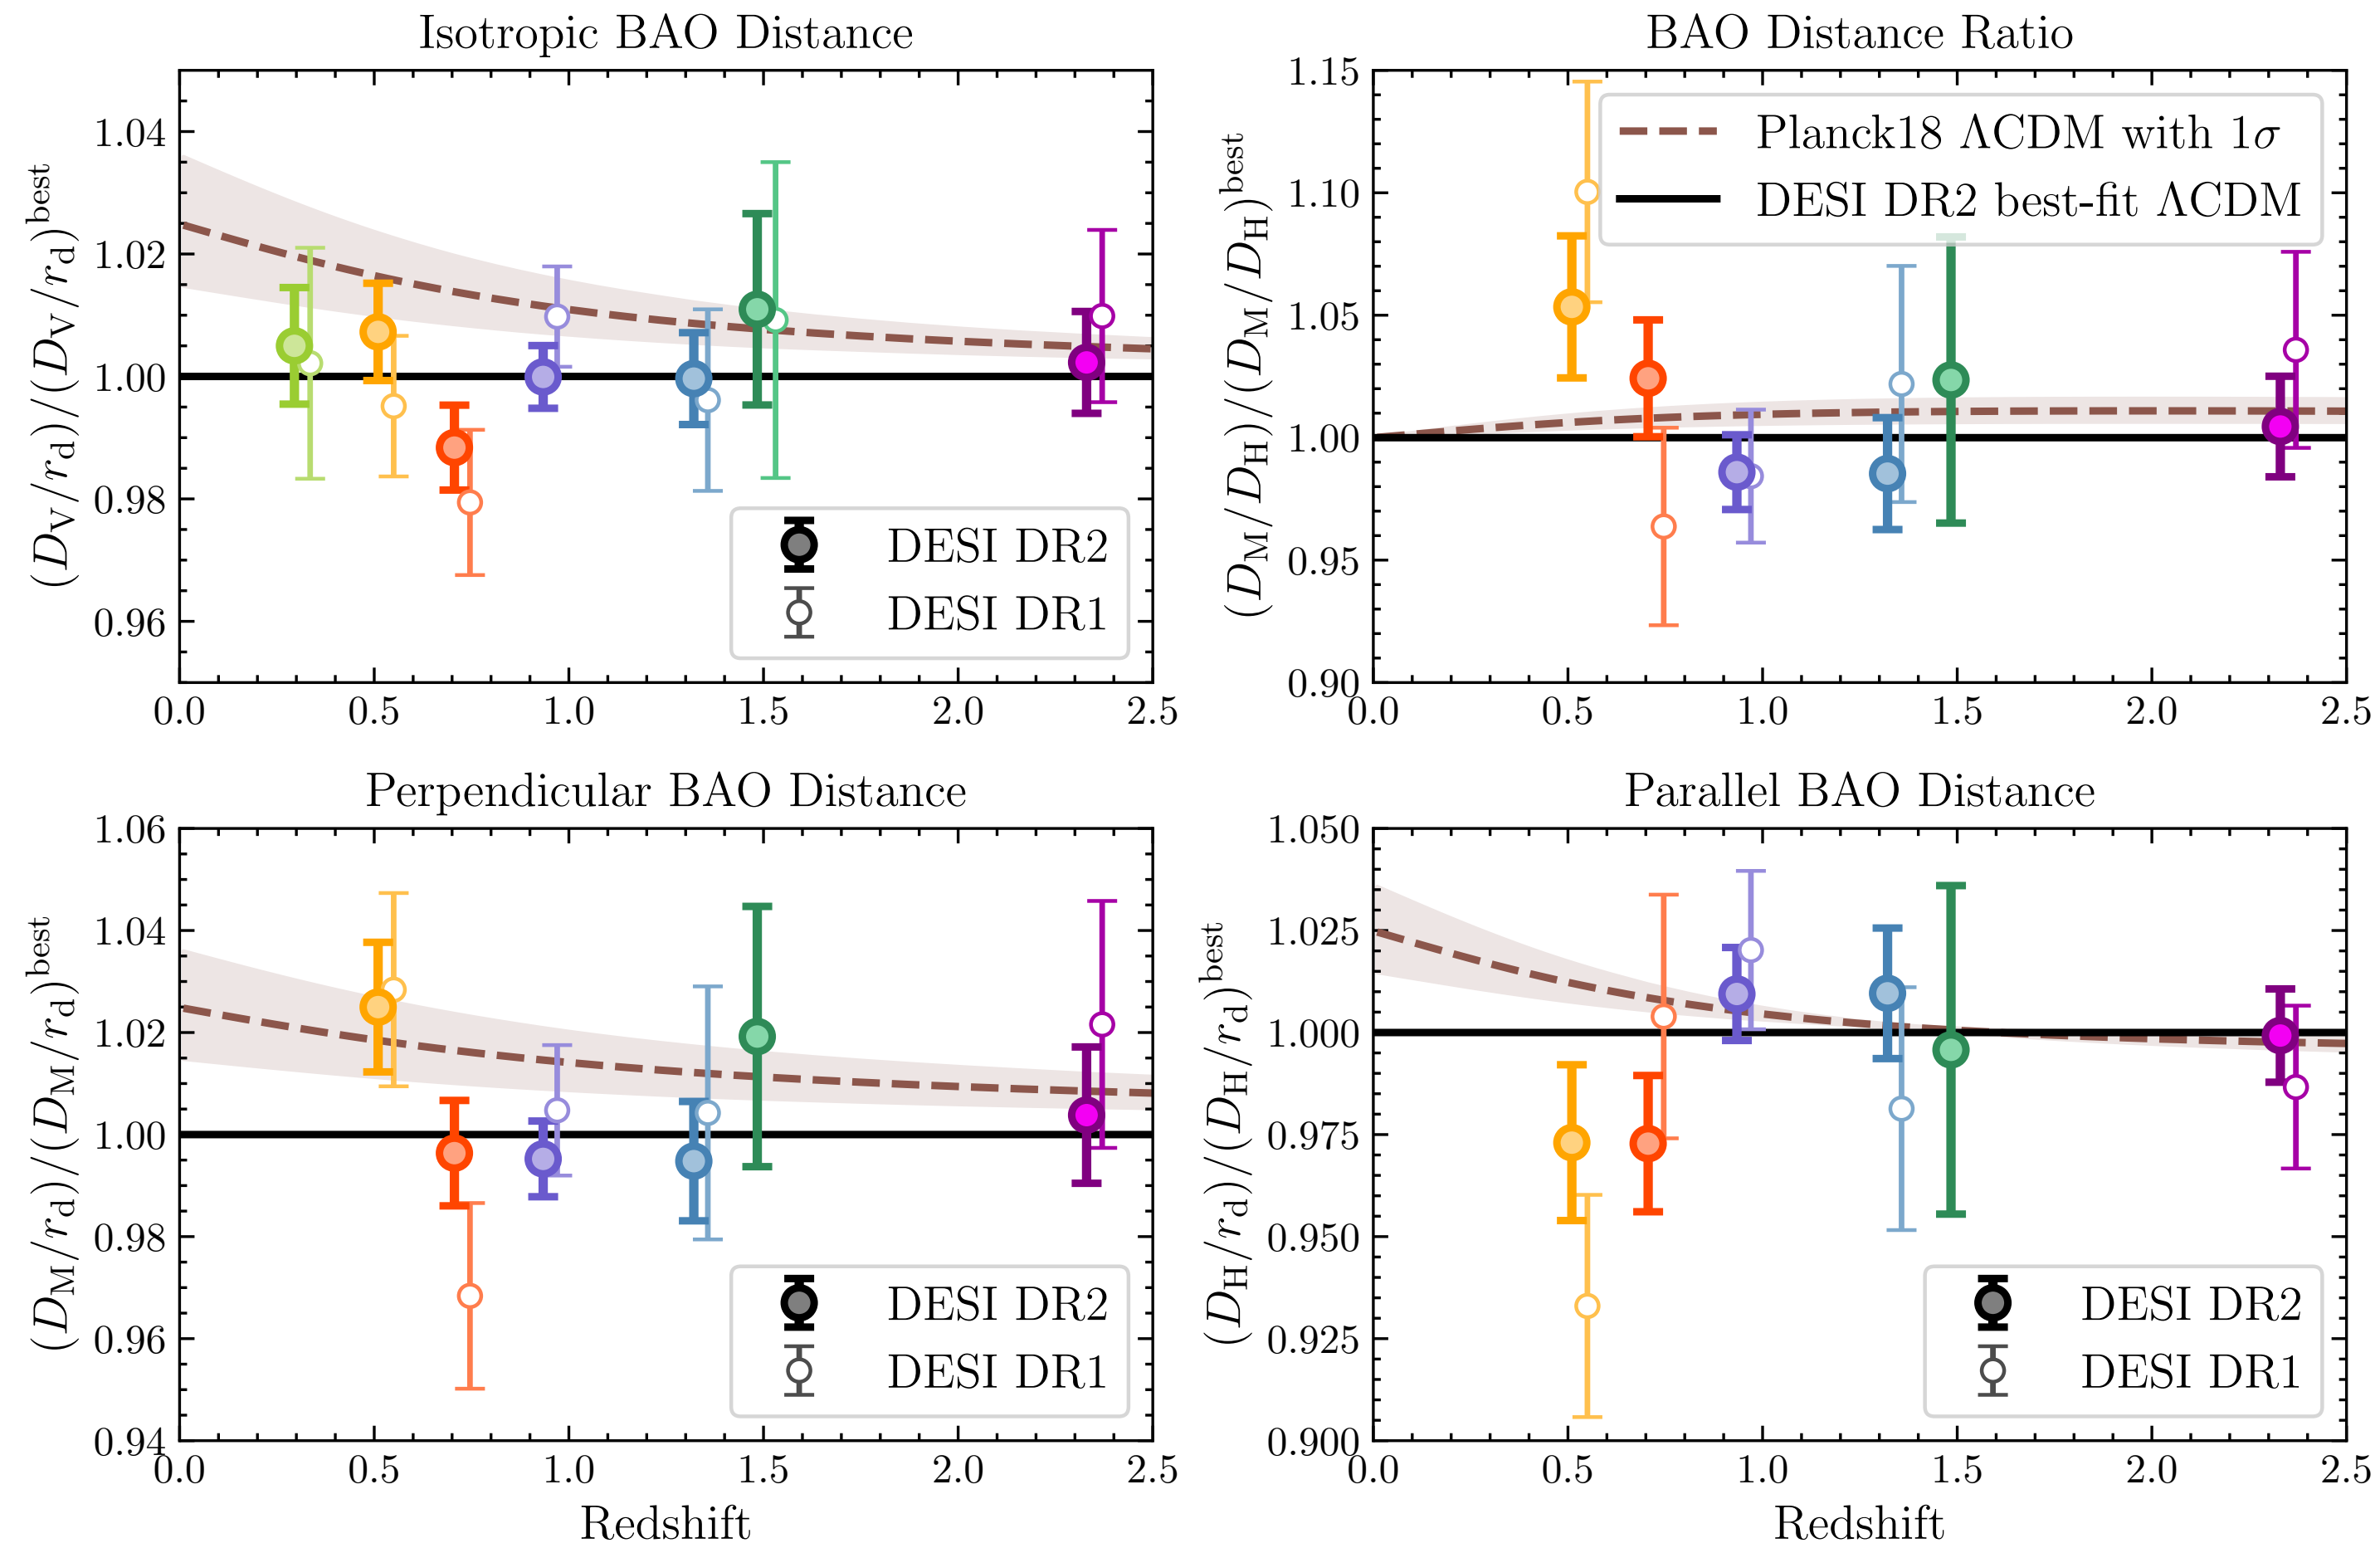 Isotropic BAO Distance
(D_V/r_d)/(D_V/r_d)^best
1.04
1.02
1.00
0.98
0.96
DESI DR2
DESI DR1
0.0 0.5 1.0 1.5 2.0 2.5
BAO Distance Ratio
(D_M/D_H)/(D_M/D_H)^best
1.15
1.10
1.05
1.00
0.95
0.90
Planck18 ΛCDM with 1σ
DESI DR2 best-fit ΛCDM
0.0 0.5 1.0 1.5 2.0 2.5
Perpendicular BAO Distance
(D_M/r_d)/(D_M/r_d)^best
1.06
1.04
1.02
1.00
0.98
0.96
0.94
DESI DR2
DESI DR1
0.0 0.5 1.0 1.5 2.0 2.5
Redshift
Parallel BAO Distance
(D_H/r_d)/(D_H/r_d)^best
1.050
1.025
1.000
0.975
0.950
0.925
0.900
DESI DR2
DESI DR1
0.0 0.5 1.0 1.5 2.0 2.5
Redshift